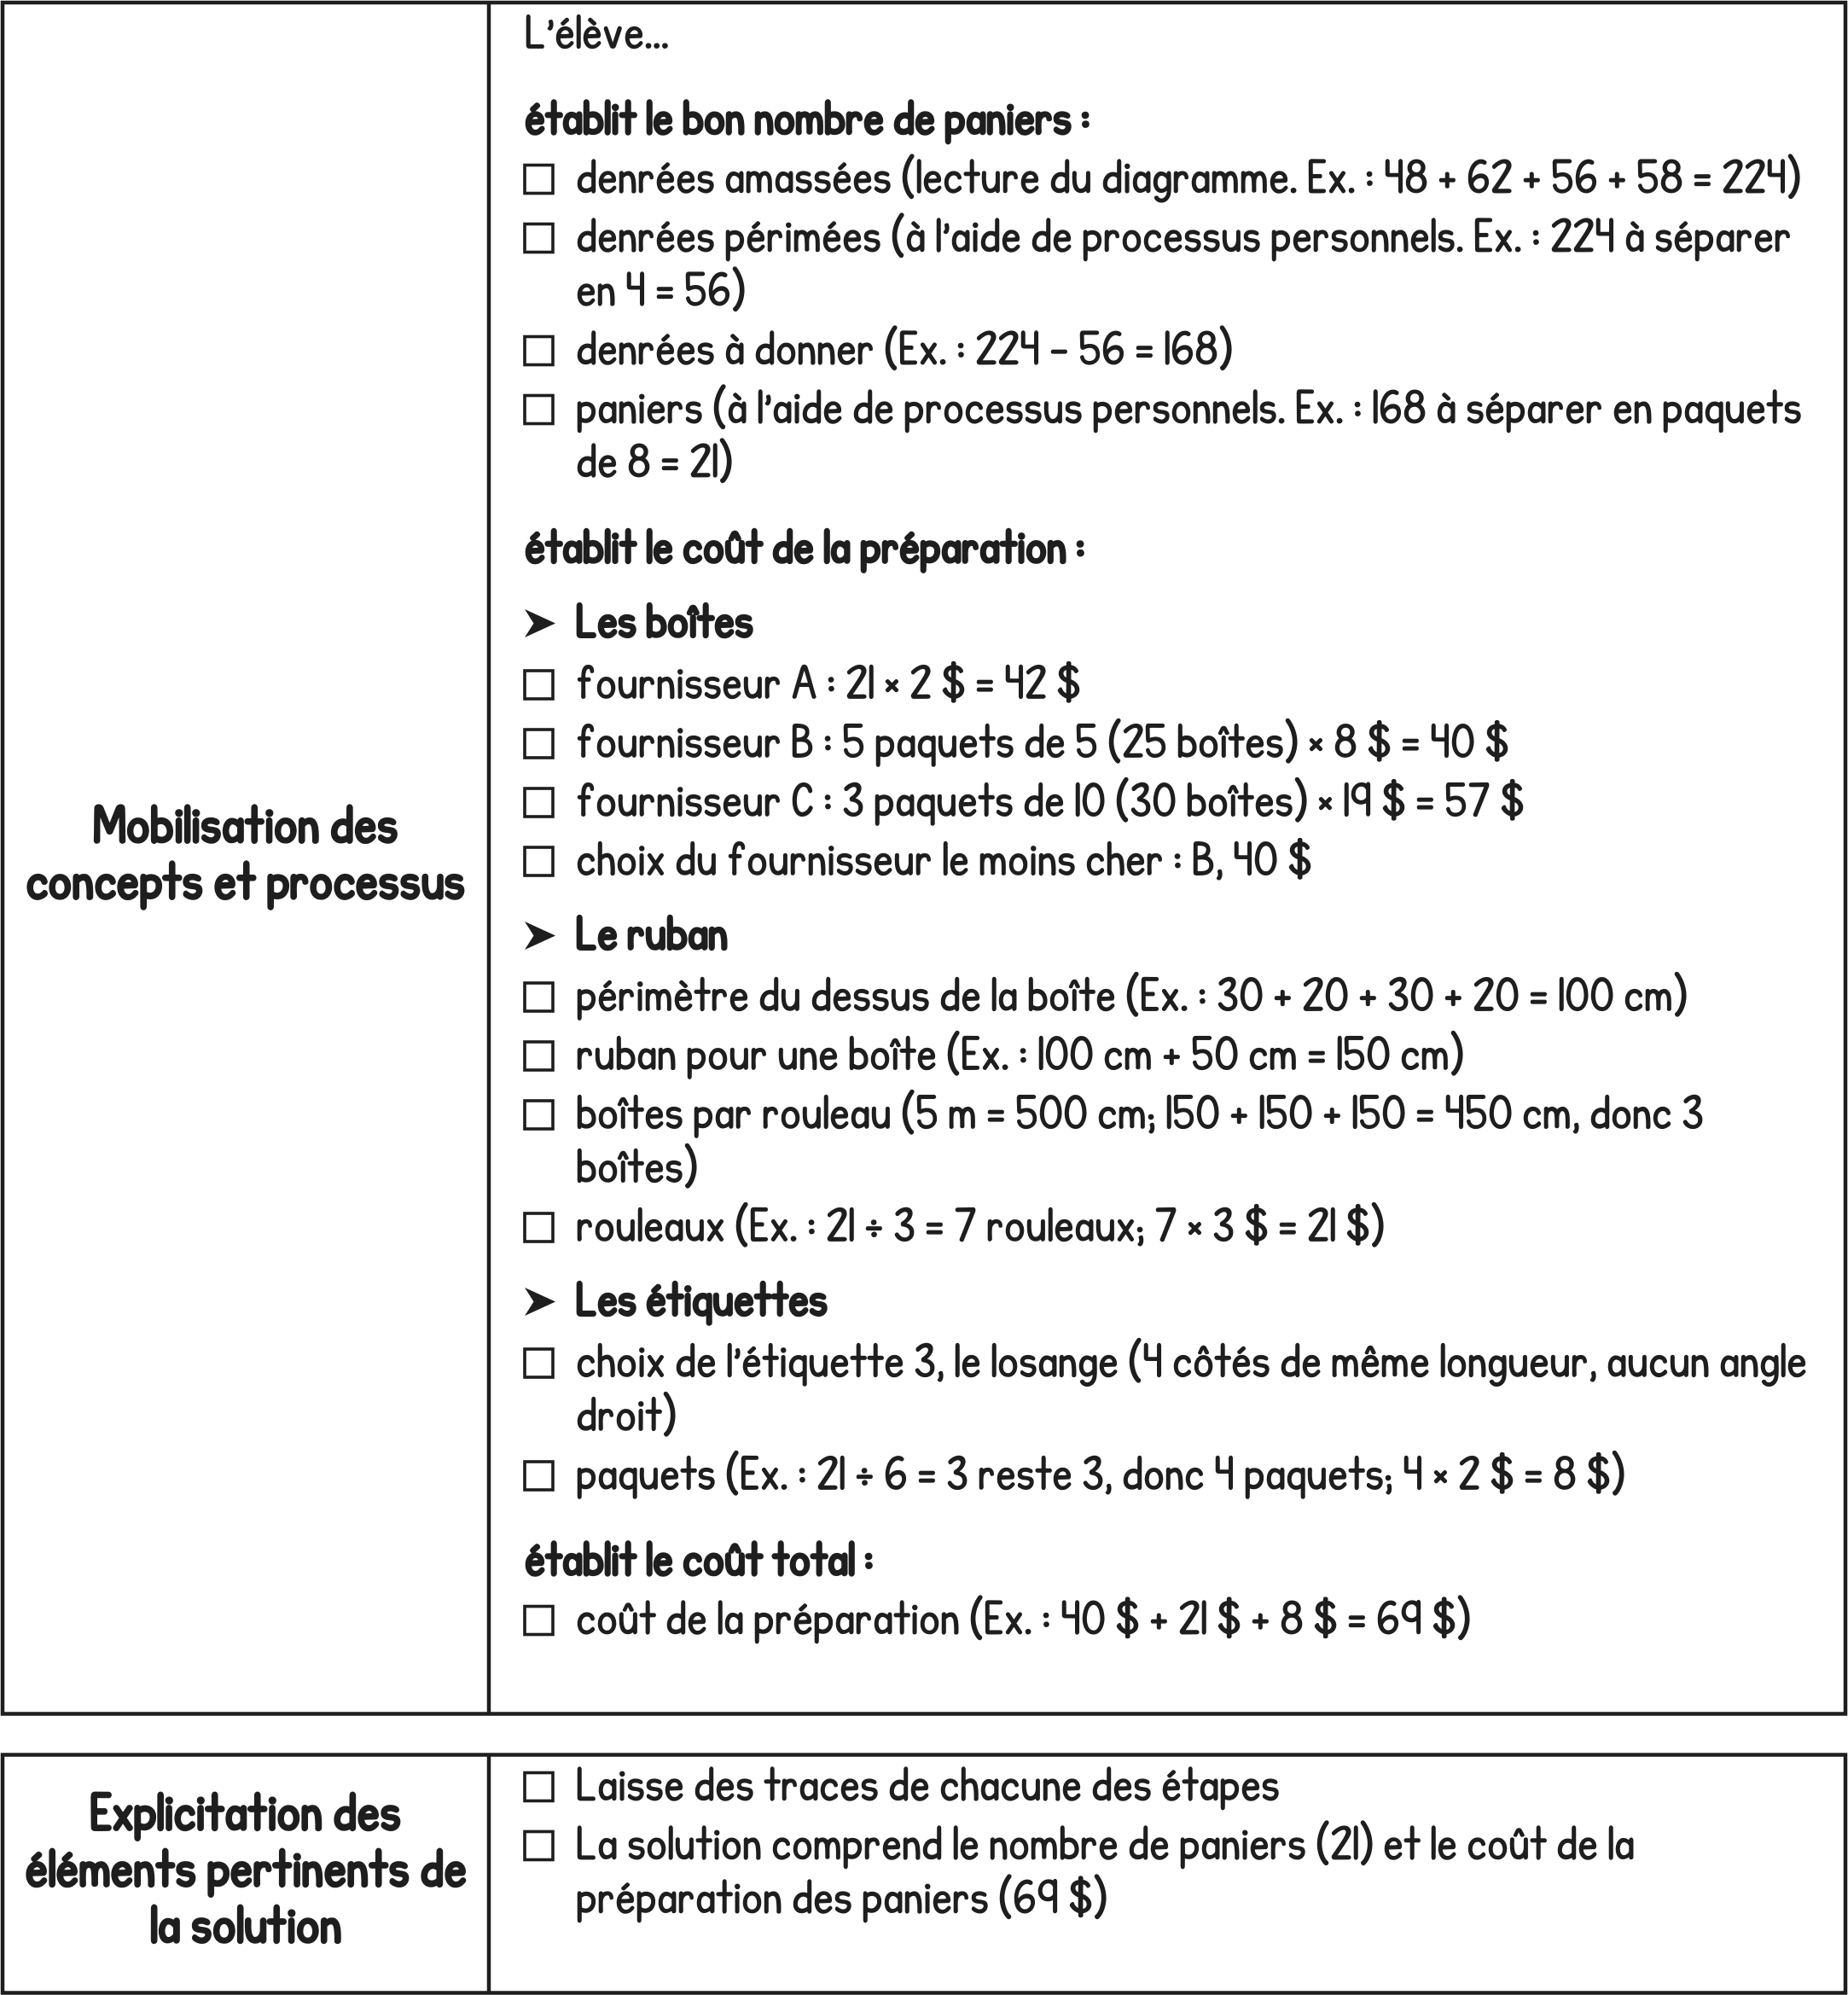 L'élève...
établit le bon nombre de paniers :
☐ denrées amassées (lecture du diagramme. Ex. : 48 + 62 + 56 + 58 = 224)
☐ denrées périmées (à l'aide de processus personnels. Ex. : 224 à séparer
en 4 = 56)
☐ denrées à donner (Ex. : 224 – 56 = 168)
☐ paniers (à l'aide de processus personnels. Ex. : 168 à séparer en paquets
de 8 = 21)
établit le coût de la préparation :
➤ Les boîtes
☐ fournisseur A : 21 × 2 $ = 42 $
☐ fournisseur B : 5 paquets de 5 (25 boîtes) × 8 $ = 40 $
☐ fournisseur C : 3 paquets de 10 (30 boîtes) × 19 $ = 57 $
☐ choix du fournisseur le moins cher : B, 40 $
➤ Le ruban
☐ périmètre du dessus de la boîte (Ex. : 30 + 20 + 30 + 20 = 100 cm)
☐ ruban pour une boîte (Ex. : 100 cm + 50 cm = 150 cm)
☐ boîtes par rouleau (5 m = 500 cm; 150 + 150 + 150 = 450 cm, donc 3
boîtes)
☐ rouleaux (Ex. : 21 ÷ 3 = 7 rouleaux; 7 × 3 $ = 21 $)
➤ Les étiquettes
☐ choix de l'étiquette 3, le losange (4 côtés de même longueur, aucun angle
droit)
☐ paquets (Ex. : 21 ÷ 6 = 3 reste 3, donc 4 paquets; 4 × 2 $ = 8 $)
établit le coût total :
☐ coût de la préparation (Ex. : 40 $ + 21 $ + 8 $ = 69 $)
Mobilisation des
concepts et processus
Explicitation des
éléments pertinents de
la solution
☐ Laisse des traces de chacune des étapes
☐ La solution comprend le nombre de paniers (21) et le coût de la
préparation des paniers (69 $)